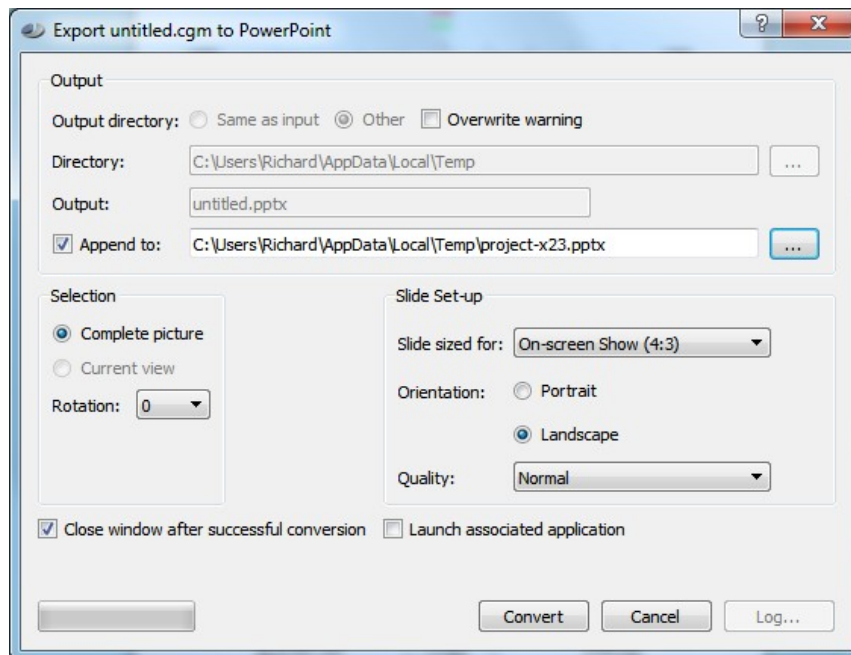 Export untitled.cgm to PowerPoint
Output
Output directory: Same as input Other Overwrite warning
Directory: C:\Users\Richard\AppData\Local\Temp ...
Output: untitled.pptx
Append to: C:\Users\Richard\AppData\Local\Temp\project-x23.pptx ...
Selection
Complete picture
Current view
Rotation: 0
Slide Set-up
Slide sized for: On-screen Show (4:3)
Orientation: Portrait
Landscape
Quality: Normal
Close window after successful conversion Launch associated application
Convert Cancel Log...